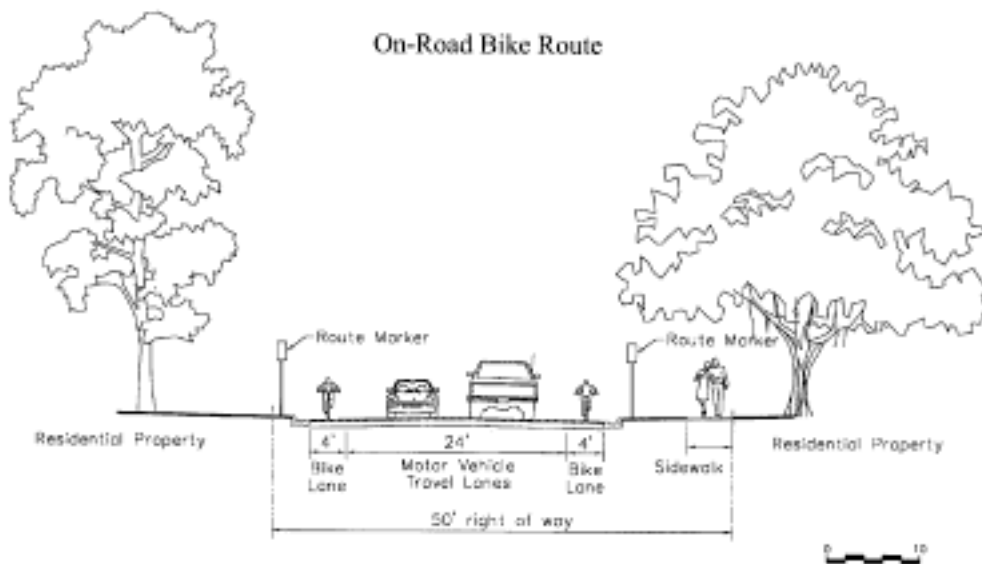 On-Road Bike Route
Route Marker
Route Marker
Residential Property
4'
24'
4'
Residential Property
Bike
Lane
Motor Vehicle
Travel Lanes
Bike
Lane
Sidewalk
50' right of way
0 10